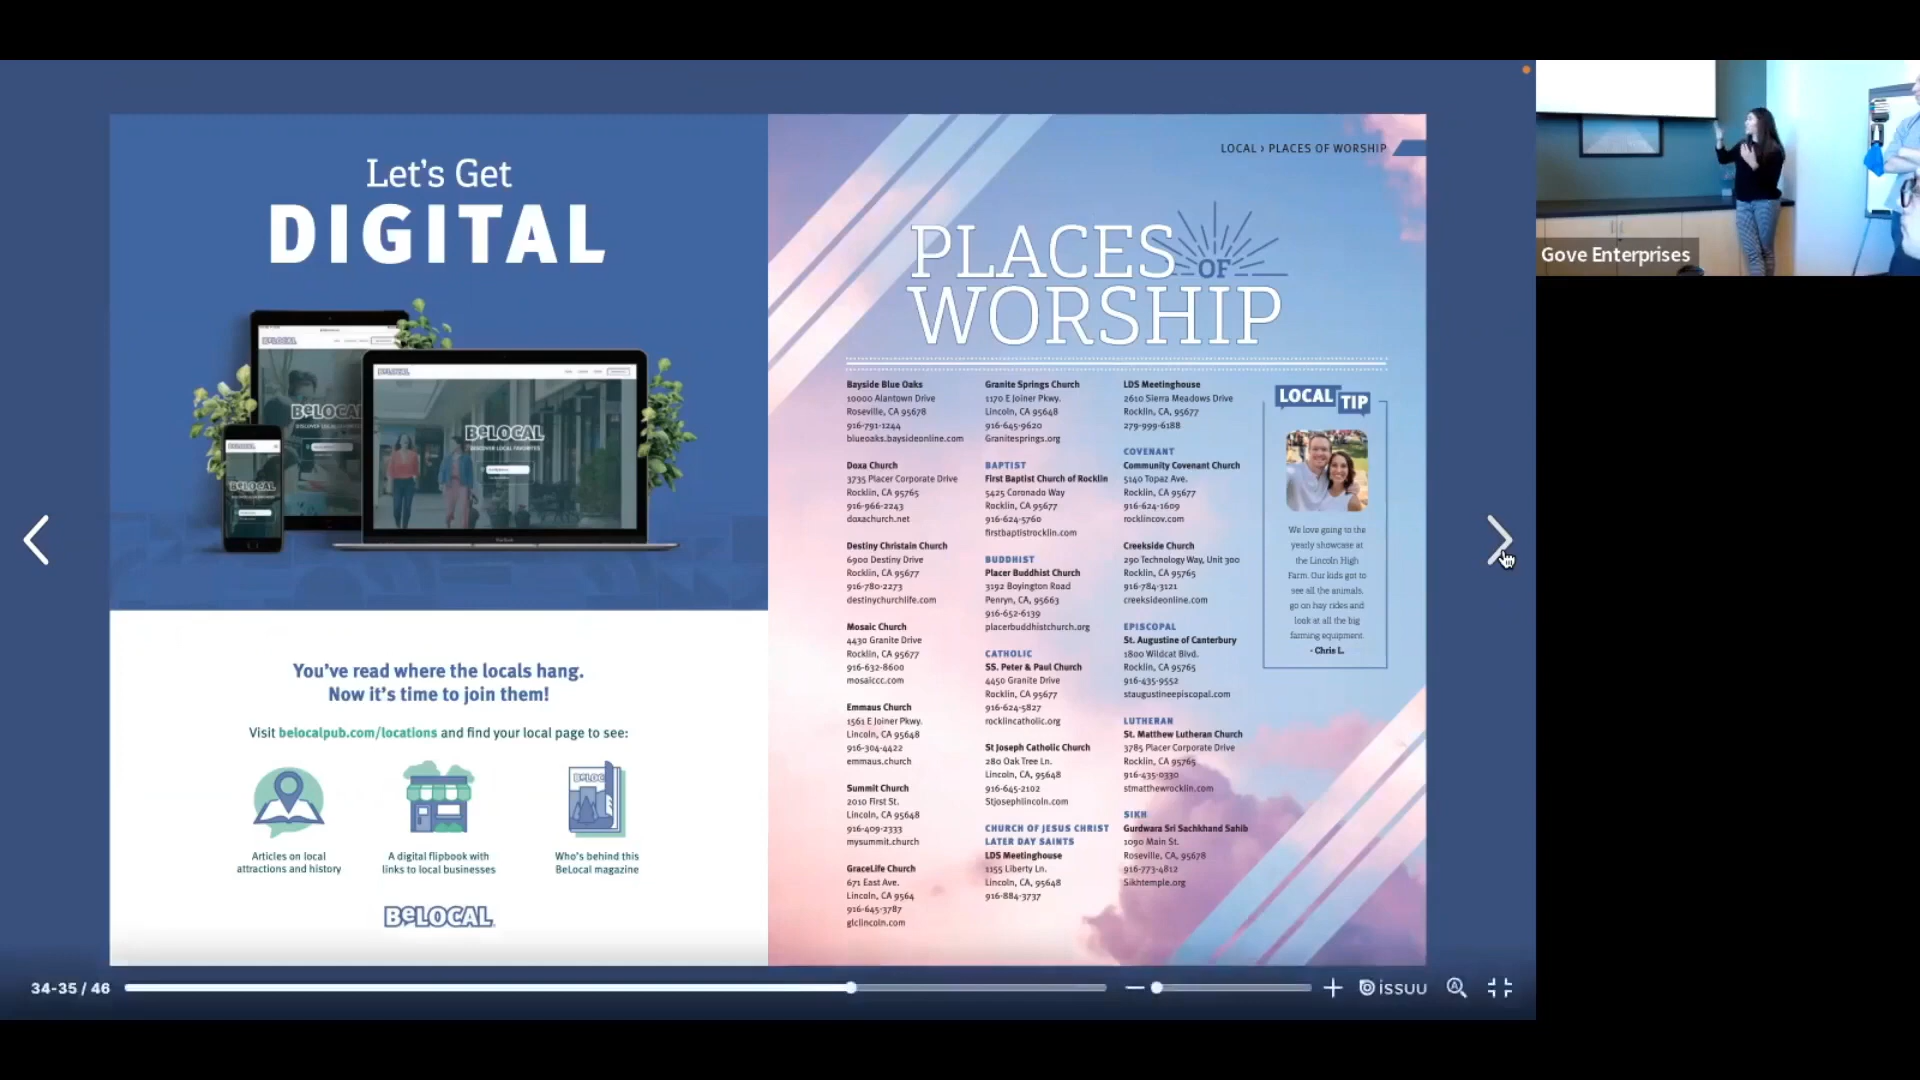 Let's Get
DIGITAL
BELOCAL
BELOCAL
BELOCAL
BELOCAL
DISCOVER LOCAL FAVORITES
You've read where the locals hang.
Now it's time to join them!
Visit belocalpub.com/locations and find your local page to see:
BELOC
Articles on local
attractions and history
A digital flipbook with
links to local businesses
Who's behind this
BeLocal magazine
BELOCAL
LOCAL › PLACES OF WORSHIP
PLACES
OF
WORSHIP
Bayside Blue Oaks
10000 Alantown Drive
Roseville, CA 95678
916-791-1244
blueoaks.baysideonline.com
Doxa Church
3735 Placer Corporate Drive
Rocklin, CA 95765
916-966-2243
doxachurch.net
Destiny Christain Church
6900 Destiny Drive
Rocklin, CA 95677
916-780-2273
destinychurchlife.com
Mosaic Church
4430 Granite Drive
Rocklin, CA 95677
916-632-8600
mosaiccc.com
Emmaus Church
1561 E Joiner Pkwy.
Lincoln, CA 95648
916-304-4422
emmaus.church
Summit Church
2010 First St.
Lincoln, CA 95648
916-409-2333
mysummit.church
GraceLife Church
671 East Ave.
Lincoln, CA 9564
916-645-3787
glclincoln.com
Granite Springs Church
1170 E Joiner Pkwy.
Lincoln, CA 95648
916-645-9620
Granitesprings.org
BAPTIST
First Baptist Church of Rocklin
5425 Coronado Way
Rocklin, CA 95677
916-624-5760
firstbaptistrocklin.com
BUDDHIST
Placer Buddhist Church
3192 Boyington Road
Penryn, CA, 95663
916-652-6139
placerbuddhistchurch.org
CATHOLIC
SS. Peter & Paul Church
4450 Granite Drive
Rocklin, CA 95677
916-624-5827
rocklincatholic.org
St Joseph Catholic Church
280 Oak Tree Ln.
Lincoln, CA, 95648
916-645-2102
Stjosephlincoln.com
CHURCH OF JESUS CHRIST
LATER DAY SAINTS
LDS Meetinghouse
1155 Liberty Ln.
Lincoln, CA, 95648
916-884-3737
LDS Meetinghouse
2610 Sierra Meadows Drive
Rocklin, CA, 95677
279-999-6188
COVENANT
Community Covenant Church
5140 Topaz Ave.
Rocklin, CA 95677
916-624-1609
rocklincov.com
Creekside Church
290 Technology Way, Unit 300
Rocklin, CA 95765
916-784-3121
creeksideonline.com
EPISCOPAL
St. Augustine of Canterbury
1800 Wildcat Blvd.
Rocklin, CA 95765
916-435-9552
staugustineepiscopal.com
LUTHERAN
St. Matthew Lutheran Church
3785 Placer Corporate Drive
Rocklin, CA 95765
916-435-0330
stmatthewrocklin.com
SIKH
Gurdwara Sri Sachkhand Sahib
1090 Main St.
Roseville, CA, 95678
916-773-4812
Sikhtemple.org
LOCAL TIP
We love going to the
yearly showcase at
the Lincoln High
Farm. Our kids got to
see all the animals,
go on hay rides and
look at all the big
farming equipment.
- Chris L.
34-35 / 46
issuu
Gove Enterprises